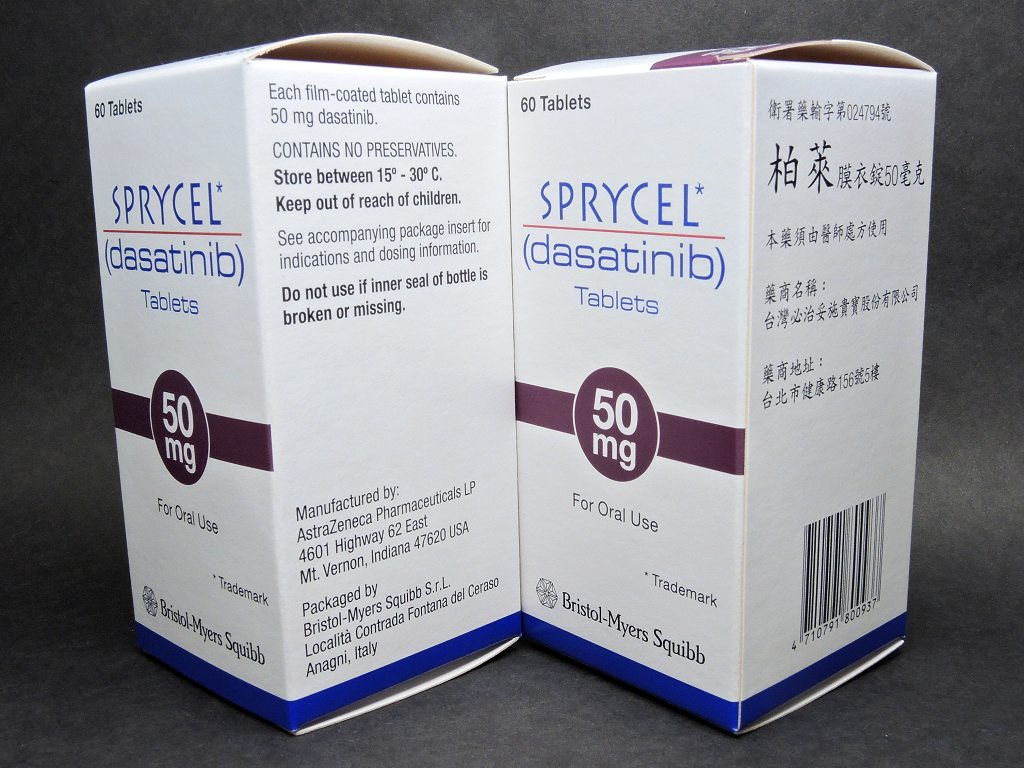 60 Tablets
SPRYCEL*
(dasatinib)
Tablets
50
mg
For Oral Use
* Trademark
Bristol-Myers Squibb
Each film-coated tablet contains
50 mg dasatinib.
CONTAINS NO PRESERVATIVES.
Store between 15º - 30º C.
Keep out of reach of children.
See accompanying package insert for
indications and dosing information.
Do not use if inner seal of bottle is
broken or missing.
Manufactured by:
AstraZeneca Pharmaceuticals LP
4601 Highway 62 East
Mt. Vernon, Indiana 47620 USA
Packaged by
Bristol-Myers Squibb S.r.L.
Località Contrada Fontana del Ceraso
Anagni, Italy
60 Tablets
SPRYCEL*
(dasatinib)
Tablets
50
mg
For Oral Use
* Trademark
Bristol-Myers Squibb
衛署藥輸字第024794號
柏萊膜衣錠50毫克
本藥須由醫師處方使用
藥商名稱：
台灣必治妥施貴寶股份有限公司
藥商地址：
台北市健康路156號5樓
4 710791 800937